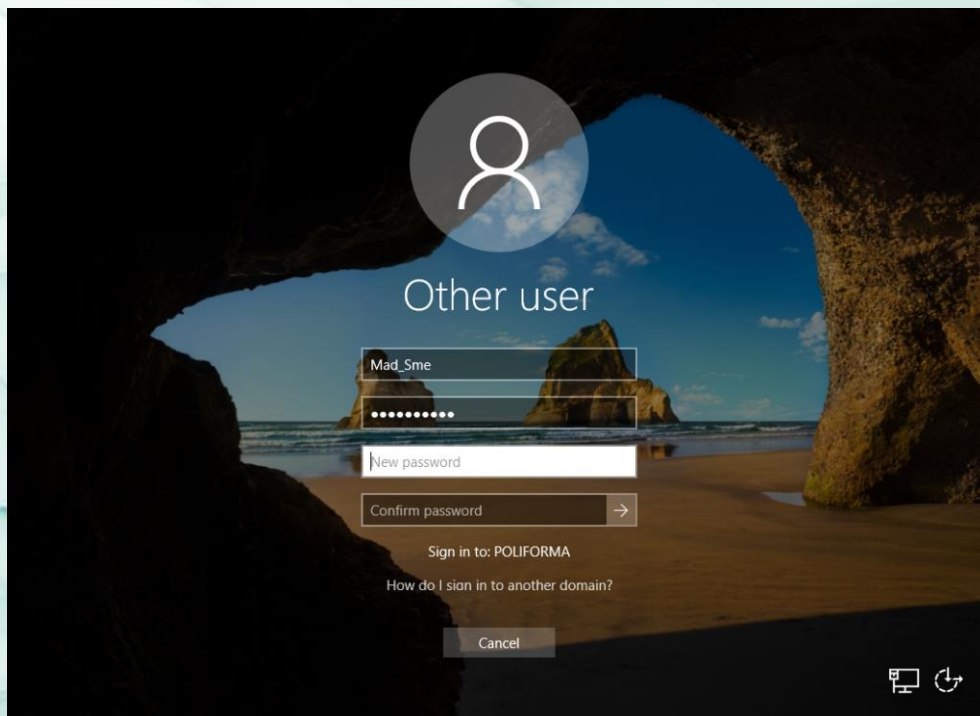 Other user
Mad_Sme
New password
Confirm password
Sign in to: POLIFORMA
How do I sign in to another domain?
Cancel